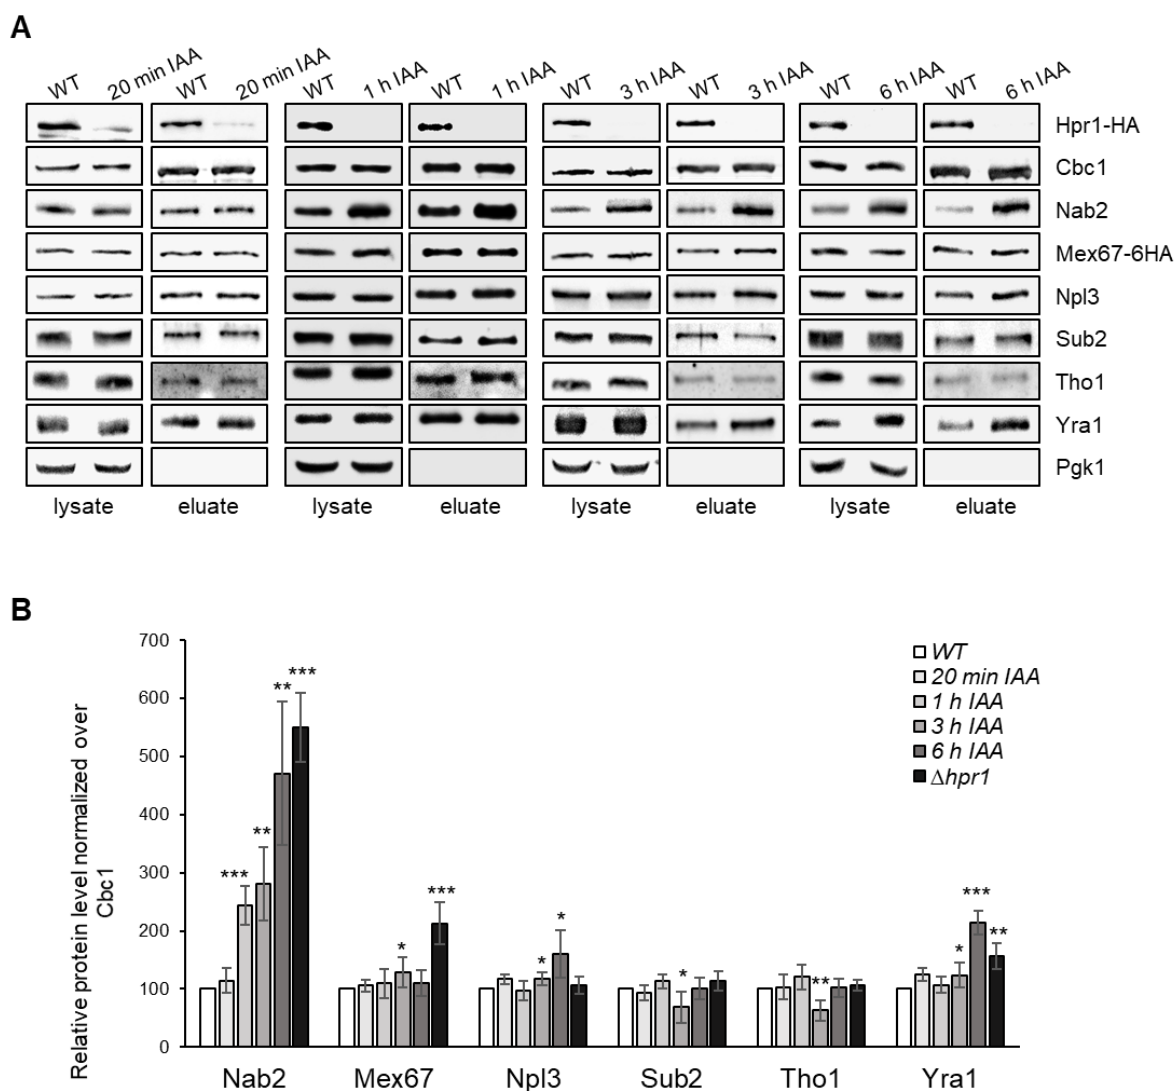 A
WT 20 min IAA WT 20 min IAA WT 1 h IAA WT 1 h IAA WT 3 h IAA WT 3 h IAA WT 6 h IAA WT 6 h IAA
Hpr1-HA
Cbc1
Nab2
Mex67-6HA
Npl3
Sub2
Tho1
Yra1
Pgk1
lysate eluate lysate eluate lysate eluate lysate eluate
B
Relative protein level normalized over
Cbc1
700
600
500
400
300
200
100
0
*** ** ** ***
* ***
* *
*
**
* *** **
WT
20 min IAA
1 h IAA
3 h IAA
6 h IAA
Δhpr1
Nab2 Mex67 Npl3 Sub2 Tho1 Yra1